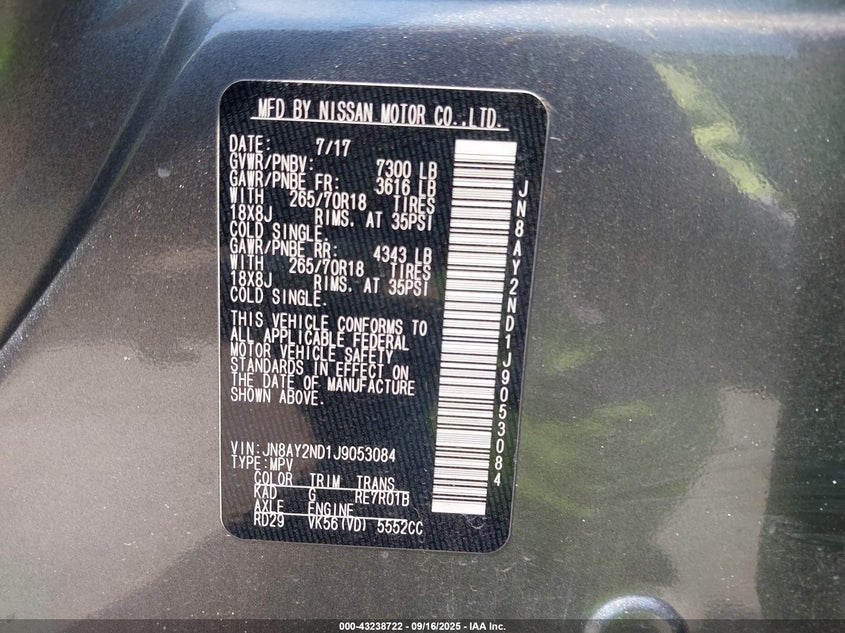 MFD BY NISSAN MOTOR CO.,LTD.
DATE: 7/17
GVWR/PNBV: 7300 LB
GAWR/PNBE FR: 3616 LB
WITH 265/70R18 TIRES
18X8J RIMS. AT 35PSI
COLD SINGLE.
GAWR/PNBE RR: 4343 LB
WITH 265/70R18 TIRES
18X8J RIMS. AT 35PSI
COLD SINGLE.
THIS VEHICLE CONFORMS TO
ALL APPLICABLE FEDERAL
MOTOR VEHICLE SAFETY
STANDARDS IN EFFECT ON
THE DATE OF MANUFACTURE
SHOWN ABOVE.
VIN:JN8AY2ND1J9053084
TYPE:MPV
COLOR TRIM TRANS
KAD G RE7R01B
AXLE ENGINE
RD29 VK56(VD) 5552CC
JN8AY2ND1J9053084
000-43238722 - 09/16/2025 - IAA Inc.